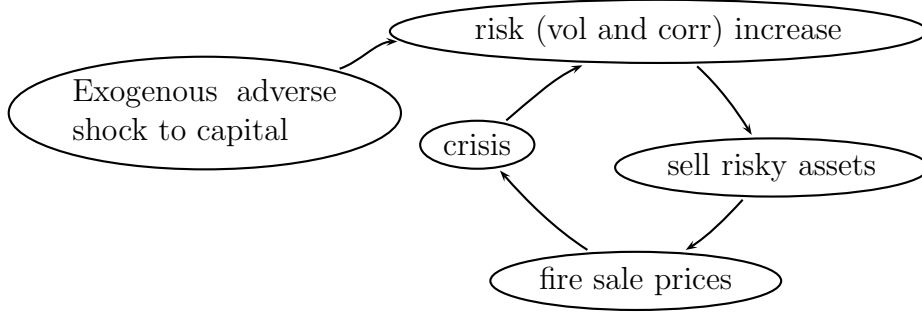 risk (vol and corr) increase
Exogenous adverse
shock to capital
crisis
sell risky assets
fire sale prices